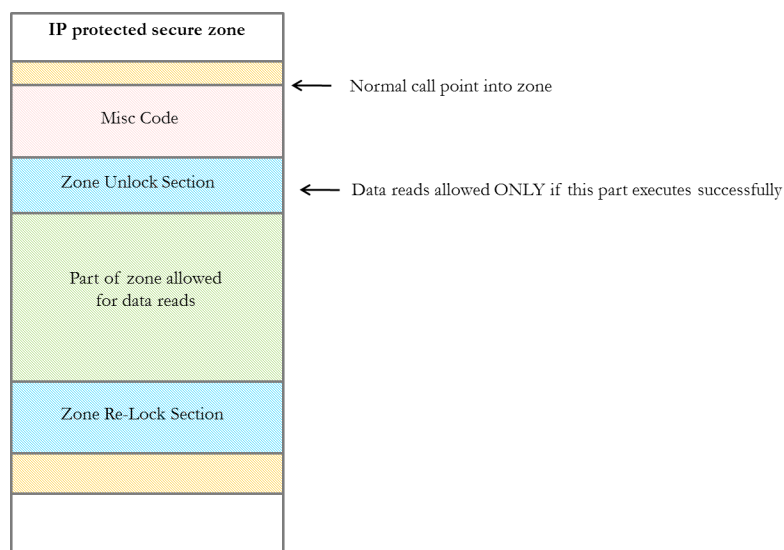 IP protected secure zone
Normal call point into zone
Misc Code
Zone Unlock Section
Data reads allowed ONLY if this part executes successfully
Part of zone allowed
for data reads
Zone Re-Lock Section